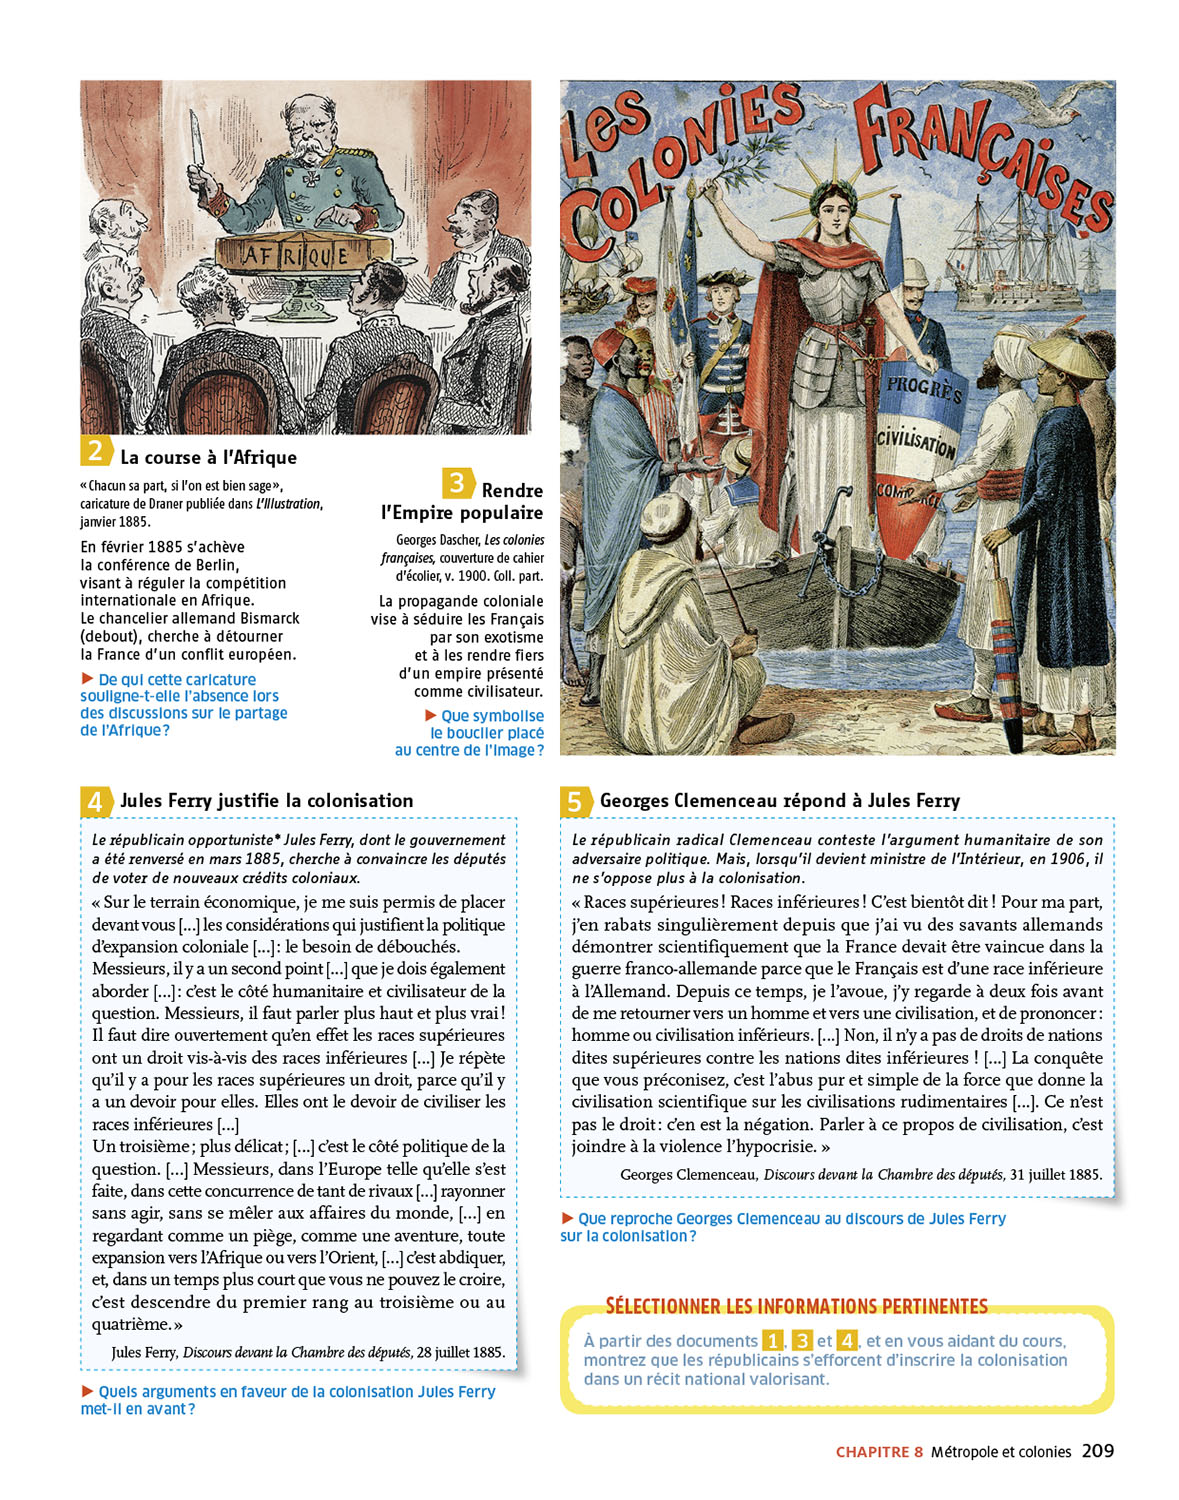 AFRIQUE
Les Colonies Françaises
PROGRÈS
CIVILISATION
COMMERCE
2 La course à l'Afrique
« Chacun sa part, si l'on est bien sage »,
caricature de Draner publiée dans L'Illustration,
janvier 1885.
En février 1885 s'achève
la conférence de Berlin,
visant à réguler la compétition
internationale en Afrique.
Le chancelier allemand Bismarck
(debout), cherche à détourner
la France d'un conflit européen.
► De qui cette caricature
souligne-t-elle l'absence lors
des discussions sur le partage
de l'Afrique ?
3 Rendre
l'Empire populaire
Georges Dascher, Les colonies
françaises, couverture de cahier
d'écolier, v. 1900. Coll. part.
La propagande coloniale
vise à séduire les Français
par son exotisme
et à les rendre fiers
d'un empire présenté
comme civilisateur.
► Que symbolise
le bouclier placé
au centre de l'image ?
4 Jules Ferry justifie la colonisation
Le républicain opportuniste* Jules Ferry, dont le gouvernement
a été renversé en mars 1885, cherche à convaincre les députés
de voter de nouveaux crédits coloniaux.
« Sur le terrain économique, je me suis permis de placer
devant vous [...] les considérations qui justifient la politique
d'expansion coloniale [...] : le besoin de débouchés.
Messieurs, il y a un second point [...] que je dois également
aborder [...] : c'est le côté humanitaire et civilisateur de la
question. Messieurs, il faut parler plus haut et plus vrai !
Il faut dire ouvertement qu'en effet les races supérieures
ont un droit vis-à-vis des races inférieures [...] Je répète
qu'il y a pour les races supérieures un droit, parce qu'il y
a un devoir pour elles. Elles ont le devoir de civiliser les
races inférieures [...]
Un troisième ; plus délicat ; [...] c'est le côté politique de la
question. [...] Messieurs, dans l'Europe telle qu'elle s'est
faite, dans cette concurrence de tant de rivaux [...] rayonner
sans agir, sans se mêler aux affaires du monde, [...] en
regardant comme un piège, comme une aventure, toute
expansion vers l'Afrique ou vers l'Orient, [...] c'est abdiquer,
et, dans un temps plus court que vous ne pouvez le croire,
c'est descendre du premier rang au troisième ou au
quatrième. »
Jules Ferry, Discours devant la Chambre des députés, 28 juillet 1885.
► Quels arguments en faveur de la colonisation Jules Ferry
met-il en avant ?
5 Georges Clemenceau répond à Jules Ferry
Le républicain radical Clemenceau conteste l'argument humanitaire de son
adversaire politique. Mais, lorsqu'il devient ministre de l'Intérieur, en 1906, il
ne s'oppose plus à la colonisation.
« Races supérieures ! Races inférieures ! C'est bientôt dit ! Pour ma part,
j'en rabats singulièrement depuis que j'ai vu des savants allemands
démontrer scientifiquement que la France devait être vaincue dans la
guerre franco-allemande parce que le Français est d'une race inférieure
à l'Allemand. Depuis ce temps, je l'avoue, j'y regarde à deux fois avant
de me retourner vers un homme et vers une civilisation, et de prononcer :
homme ou civilisation inférieurs. [...] Non, il n'y a pas de droits de nations
dites supérieures contre les nations dites inférieures ! [...] La conquête
que vous préconisez, c'est l'abus pur et simple de la force que donne la
civilisation scientifique sur les civilisations rudimentaires [...]. Ce n'est
pas le droit : c'en est la négation. Parler à ce propos de civilisation, c'est
joindre à la violence l'hypocrisie. »
Georges Clemenceau, Discours devant la Chambre des députés, 31 juillet 1885.
► Que reproche Georges Clemenceau au discours de Jules Ferry
sur la colonisation ?
SÉLECTIONNER LES INFORMATIONS PERTINENTES
À partir des documents 1, 3 et 4, et en vous aidant du cours,
montrez que les républicains s'efforcent d'inscrire la colonisation
dans un récit national valorisant.
CHAPITRE 8 Métropole et colonies 209